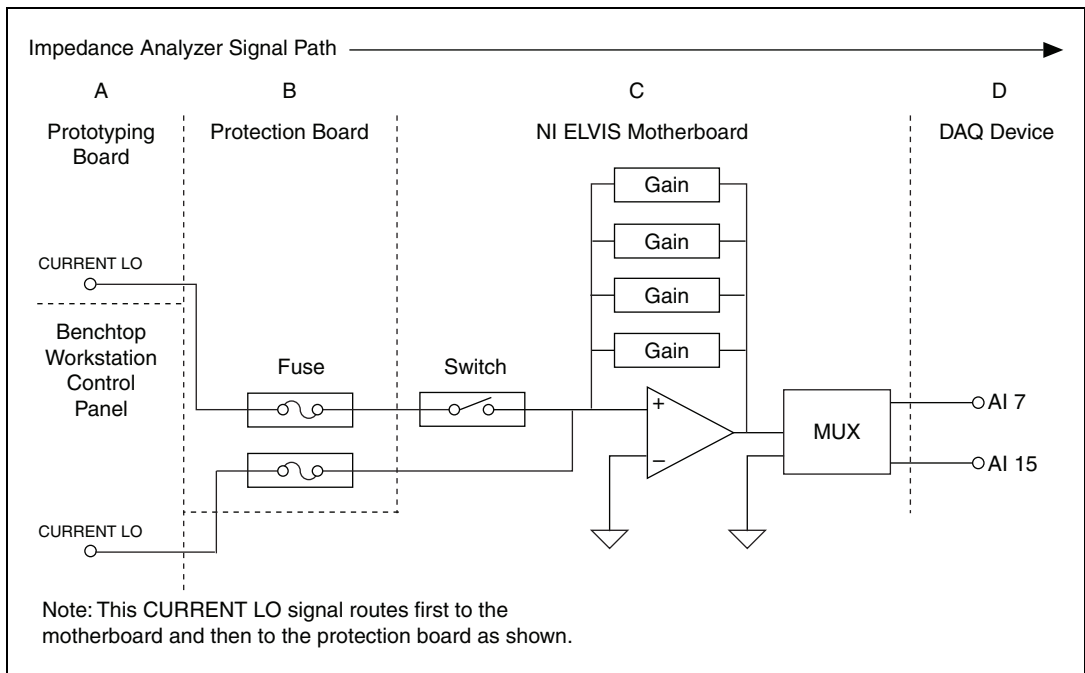 Impedance Analyzer Signal Path
A
B
C
D
Prototyping
Board
Protection Board
NI ELVIS Motherboard
DAQ Device
Gain
Gain
Gain
Gain
CURRENT LO
Benchtop
Workstation
Control
Panel
Fuse
Switch
+
−
MUX
AI 7
AI 15
CURRENT LO
Note: This CURRENT LO signal routes first to the
motherboard and then to the protection board as shown.